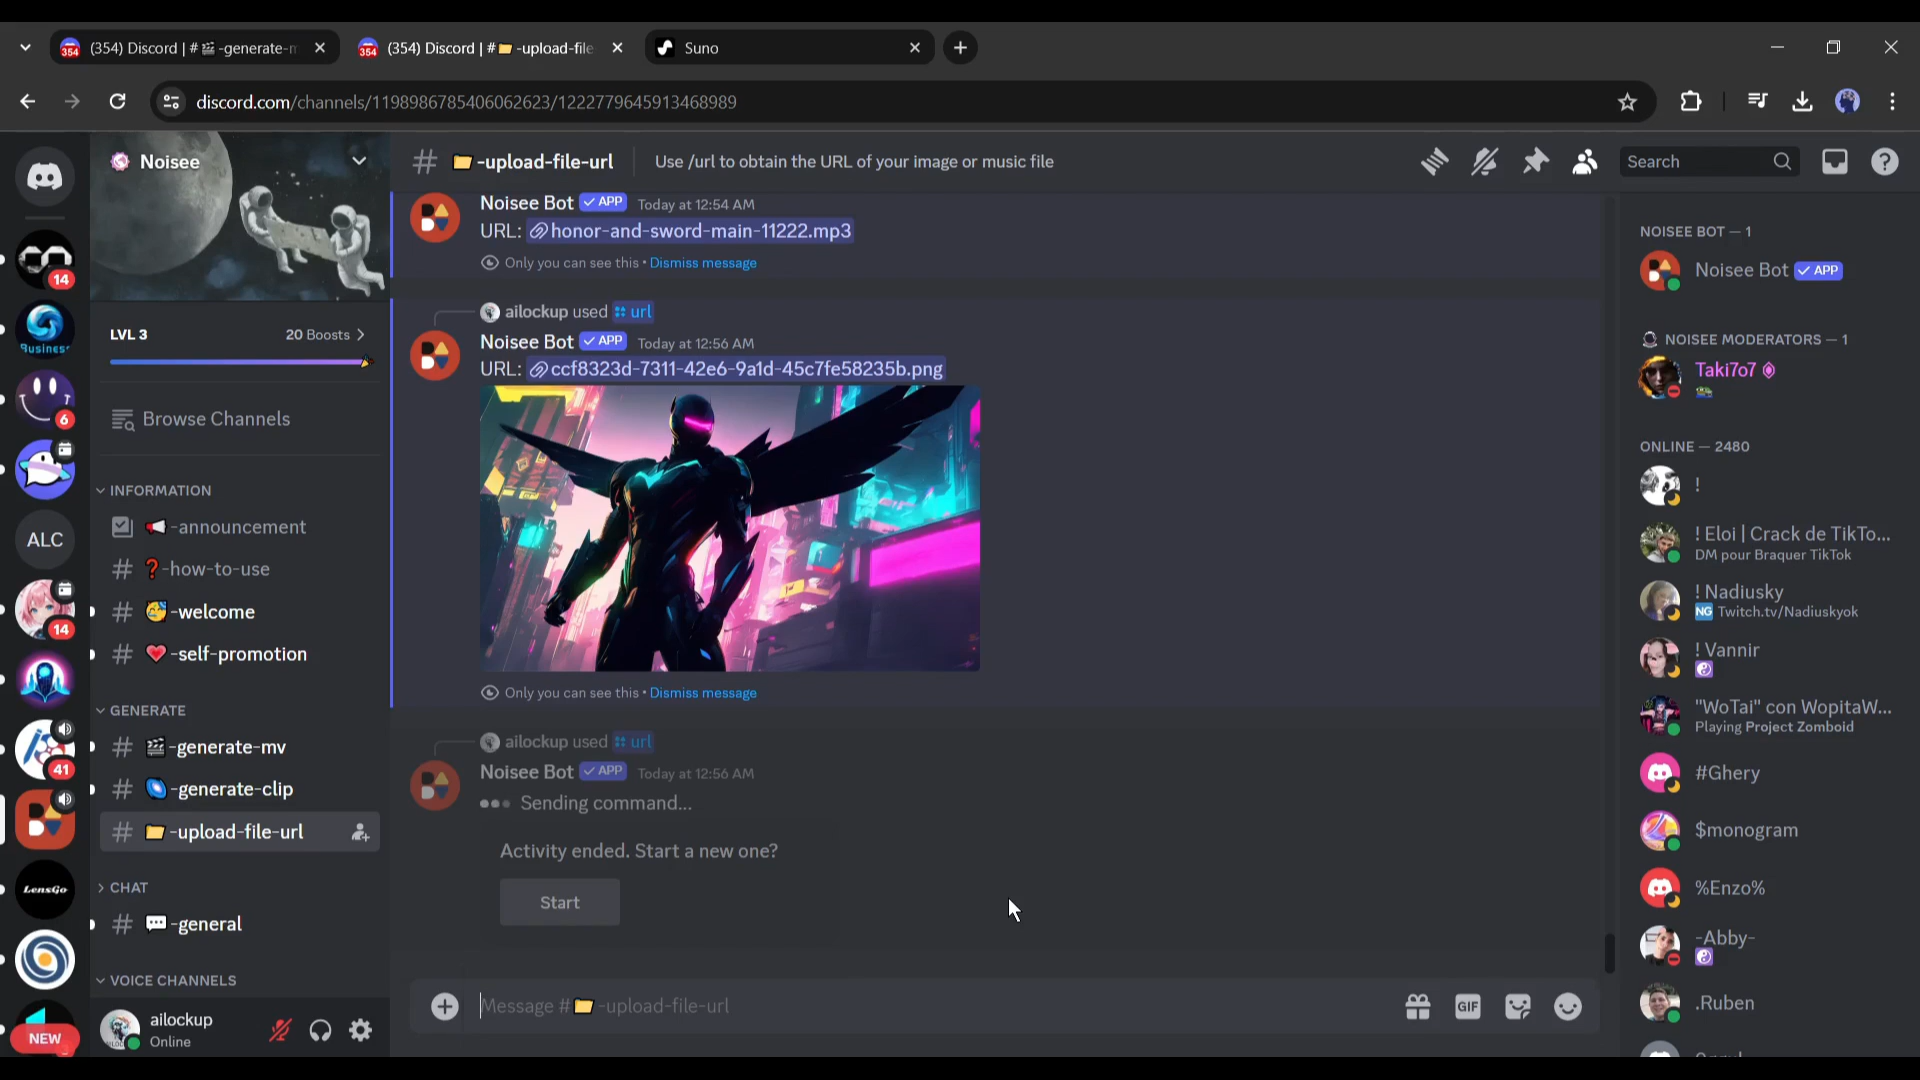 354
(354) Discord | # -generate-m
354
(354) Discord | # -upload-file
Suno
discord.com/channels/1198986785406062623/1222779645913468989
Noisee
LVL 3
20 Boosts
Browse Channels
INFORMATION
-announcement
-how-to-use
-welcome
-self-promotion
GENERATE
-generate-mv
-generate-clip
-upload-file-url
CHAT
-general
VOICE CHANNELS
ailockup
Online
14
Business
6
ALC
14
41
LensGo
NEW
-upload-file-url
Use /url to obtain the URL of your image or music file
Search
Noisee Bot APP Today at 12:54 AM
URL: honor-and-sword-main-11222.mp3
Only you can see this • Dismiss message
ailockup used url
Noisee Bot APP Today at 12:56 AM
URL: ccf8323d-7311-42e6-9a1d-45c7fe58235b.png
Only you can see this • Dismiss message
ailockup used url
Noisee Bot APP Today at 12:56 AM
Sending command...
Activity ended. Start a new one?
Start
Message # -upload-file-url
GIF
NOISEE BOT — 1
Noisee Bot APP
NOISEE MODERATORS — 1
Taki7o7
ONLINE — 2480
!
! Eloi | Crack de TikTo...
DM pour Braquer TikTok
! Nadiusky
NG Twitch.tv/Nadiuskyok
! Vannir
"WoTai" con WopitaW...
Playing Project Zomboid
#Ghery
$monogram
%Enzo%
-Abby-
.Ruben